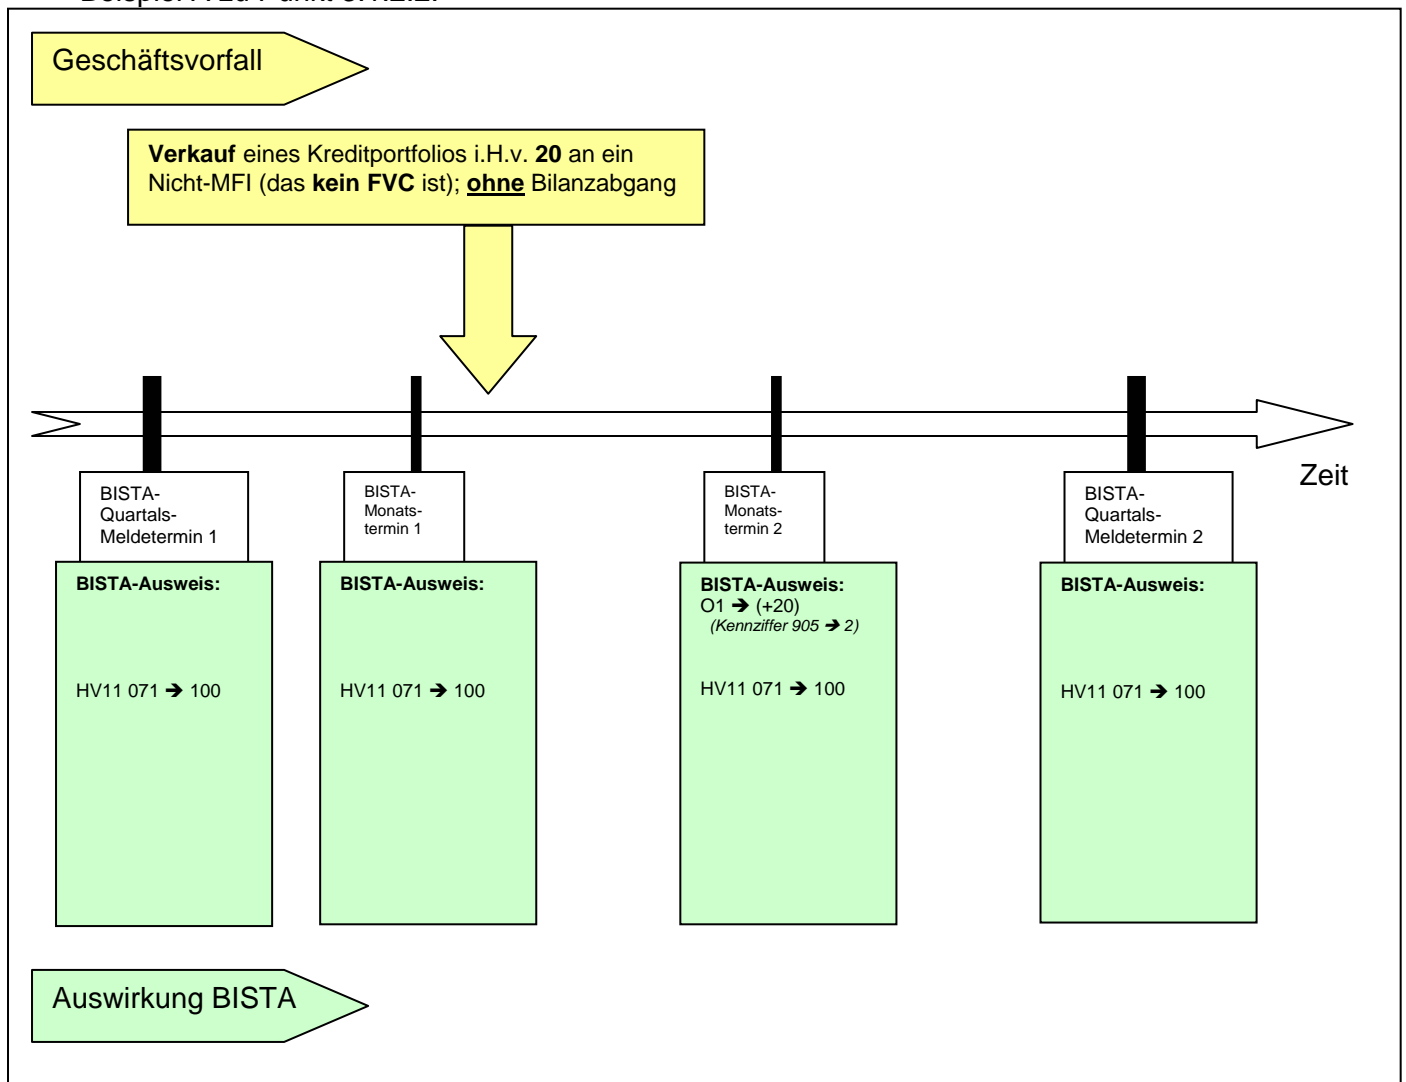 Geschäftsvorfall
Verkauf eines Kreditportfolios i.H.v. 20 an ein
Nicht-MFI (das kein FVC ist); ohne Bilanzabgang
Zeit
BISTA-
Quartals-
Meldetermin 1
BISTA-
Monats-
termin 1
BISTA-
Monats-
termin 2
BISTA-
Quartals-
Meldetermin 2
BISTA-Ausweis:
HV11 071 ➔ 100
BISTA-Ausweis:
HV11 071 ➔ 100
BISTA-Ausweis:
O1 ➔ (+20)
(Kennziffer 905 ➔ 2)
HV11 071 ➔ 100
BISTA-Ausweis:
HV11 071 ➔ 100
Auswirkung BISTA